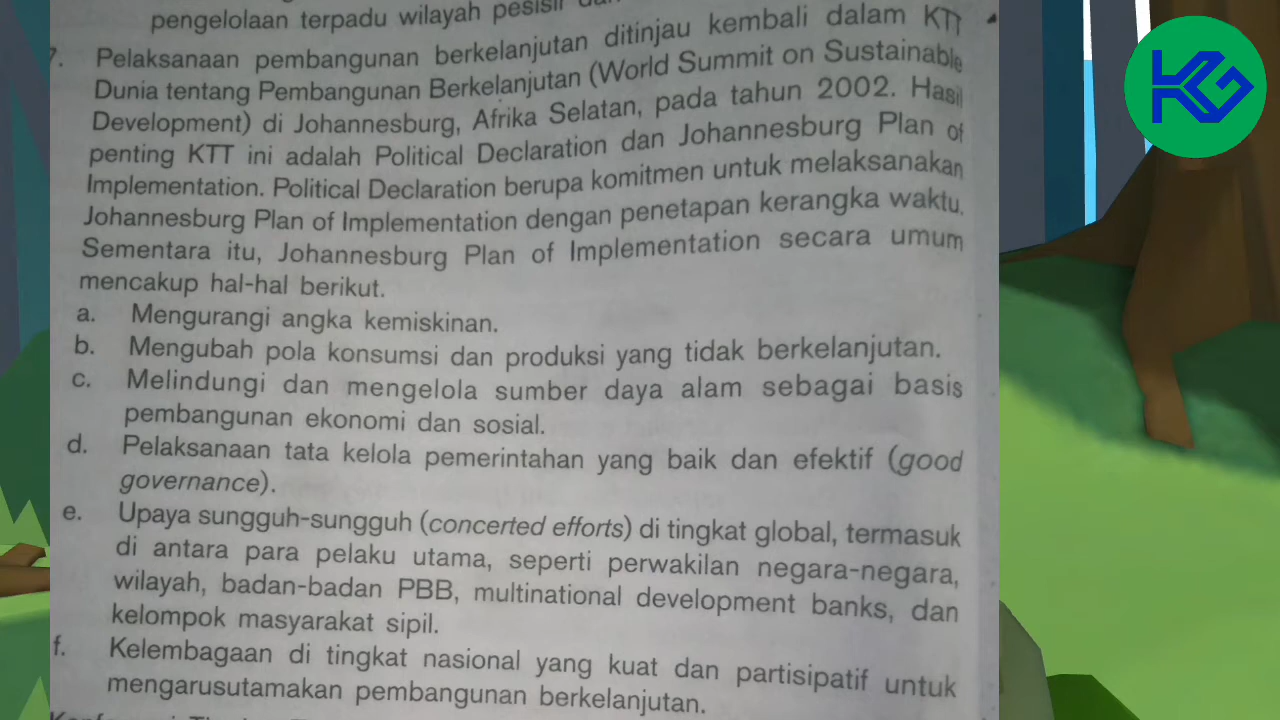 pengelolaan terpadu wilayah pesisir
7. Pelaksanaan pembangunan berkelanjutan ditinjau kembali dalam KTT
Dunia tentang Pembangunan Berkelanjutan (World Summit on Sustainable
Development) di Johannesburg, Afrika Selatan, pada tahun 2002. Hasil
penting KTT ini adalah Political Declaration dan Johannesburg Plan of
Implementation. Political Declaration berupa komitmen untuk melaksanakan
Johannesburg Plan of Implementation dengan penetapan kerangka waktu.
Sementara itu, Johannesburg Plan of Implementation secara umum
mencakup hal-hal berikut.
a. Mengurangi angka kemiskinan.
b. Mengubah pola konsumsi dan produksi yang tidak berkelanjutan.
c. Melindungi dan mengelola sumber daya alam sebagai basis
pembangunan ekonomi dan sosial.
d. Pelaksanaan tata kelola pemerintahan yang baik dan efektif (good
governance).
e. Upaya sungguh-sungguh (concerted efforts) di tingkat global, termasuk
di antara para pelaku utama, seperti perwakilan negara-negara,
wilayah, badan-badan PBB, multinational development banks, dan
kelompok masyarakat sipil.
f. Kelembagaan di tingkat nasional yang kuat dan partisipatif untuk
mengarusutamakan pembangunan berkelanjutan.
KG